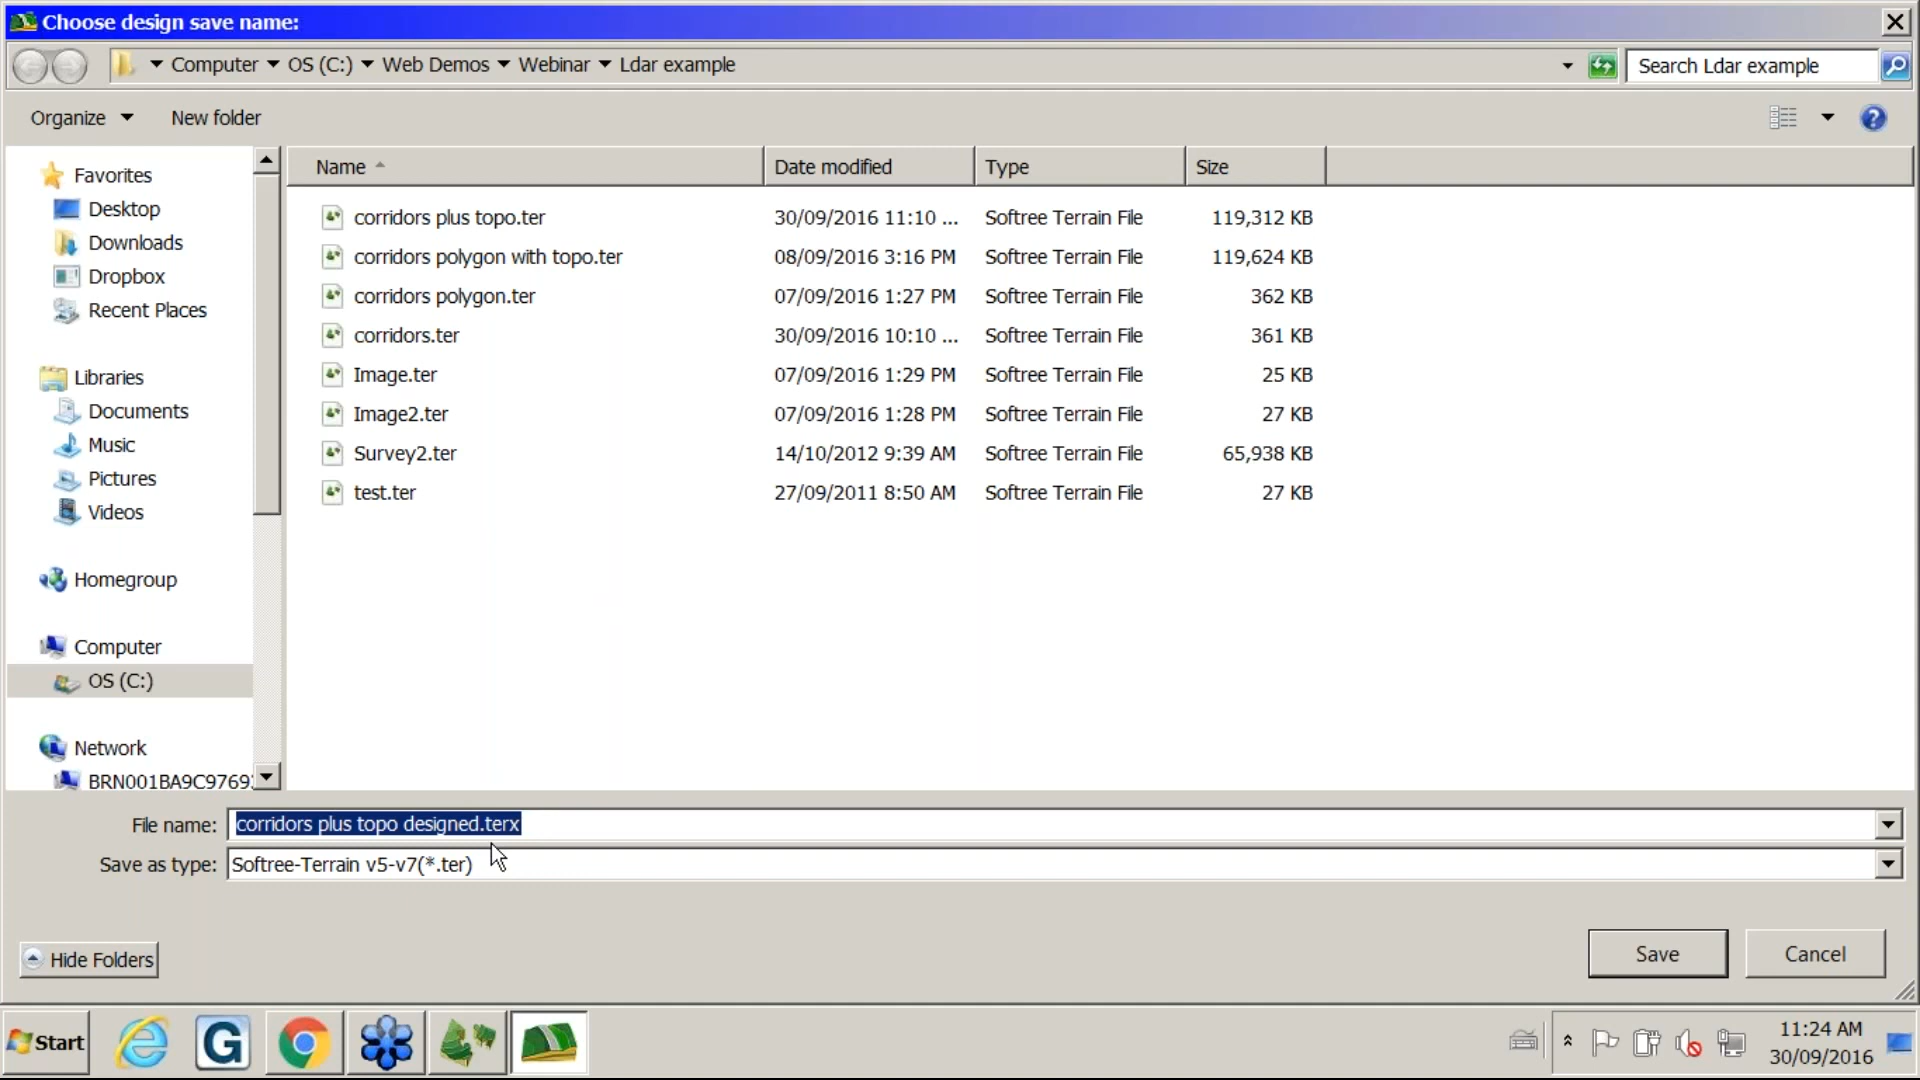 Choose design save name:
Computer OS (C:) Web Demos Webinar Ldar example
Search Ldar example
Organize New folder
Favorites
Desktop
Downloads
Dropbox
Recent Places
Libraries
Documents
Music
Pictures
Videos
Homegroup
Computer
OS (C:)
Network
BRN001BA9C9769
Name Date modified Type Size
corridors plus topo.ter 30/09/2016 11:10 ... Softree Terrain File 119,312 KB
corridors polygon with topo.ter 08/09/2016 3:16 PM Softree Terrain File 119,624 KB
corridors polygon.ter 07/09/2016 1:27 PM Softree Terrain File 362 KB
corridors.ter 30/09/2016 10:10 ... Softree Terrain File 361 KB
Image.ter 07/09/2016 1:29 PM Softree Terrain File 25 KB
Image2.ter 07/09/2016 1:28 PM Softree Terrain File 27 KB
Survey2.ter 14/10/2012 9:39 AM Softree Terrain File 65,938 KB
test.ter 27/09/2011 8:50 AM Softree Terrain File 27 KB
File name: corridors plus topo designed.terx
Save as type: Softree-Terrain v5-v7(*.ter)
Hide Folders
Save Cancel
Start
G
11:24 AM
30/09/2016